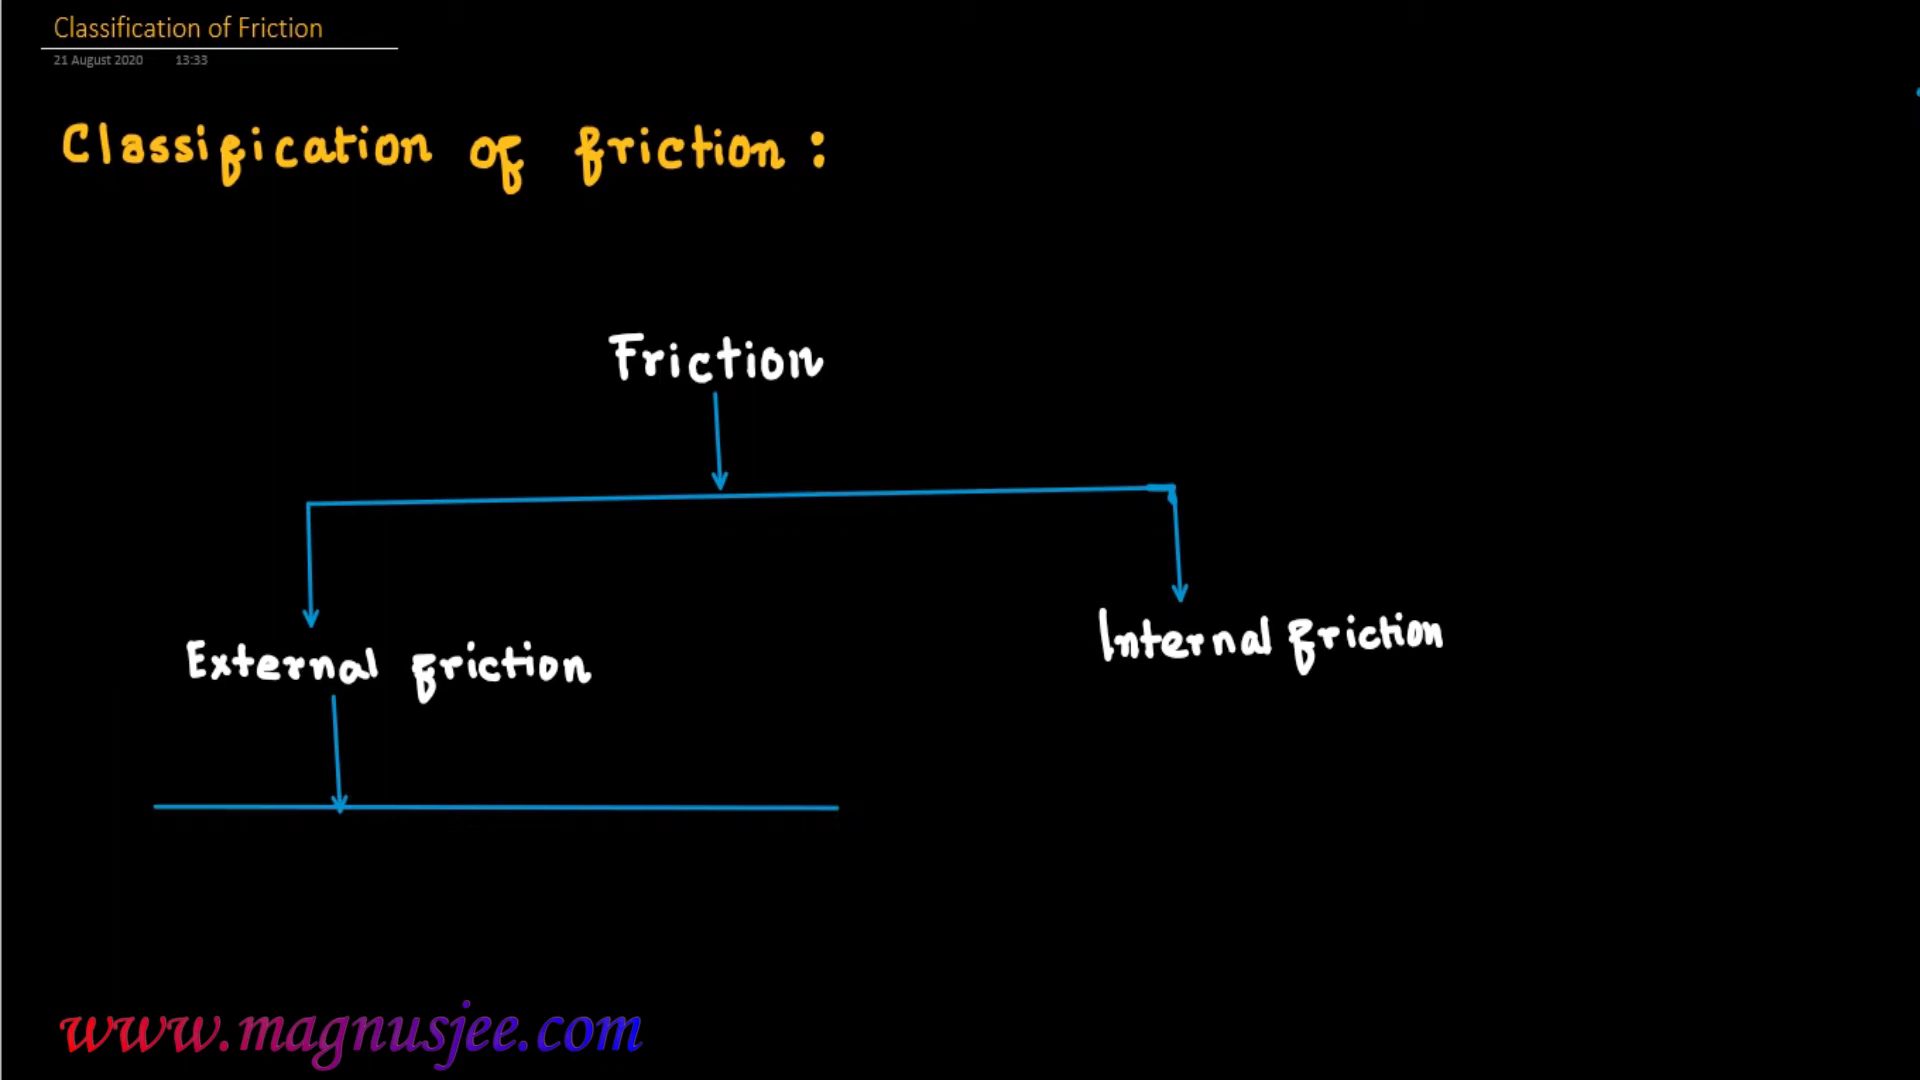 Classification of Friction
21 August 2020 13:33
Classification of friction :
Friction
External friction
Internal friction
www.magnusjee.com